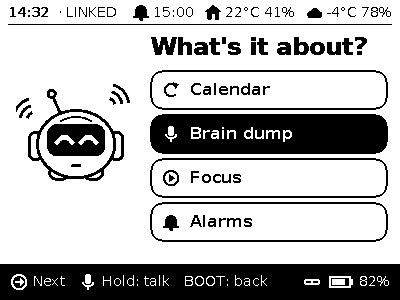 14:32 · LINKED 15:00 22°C 41% -4°C 78%
What's it about?
Calendar
Brain dump
Focus
Alarms
Next Hold: talk BOOT: back 82%